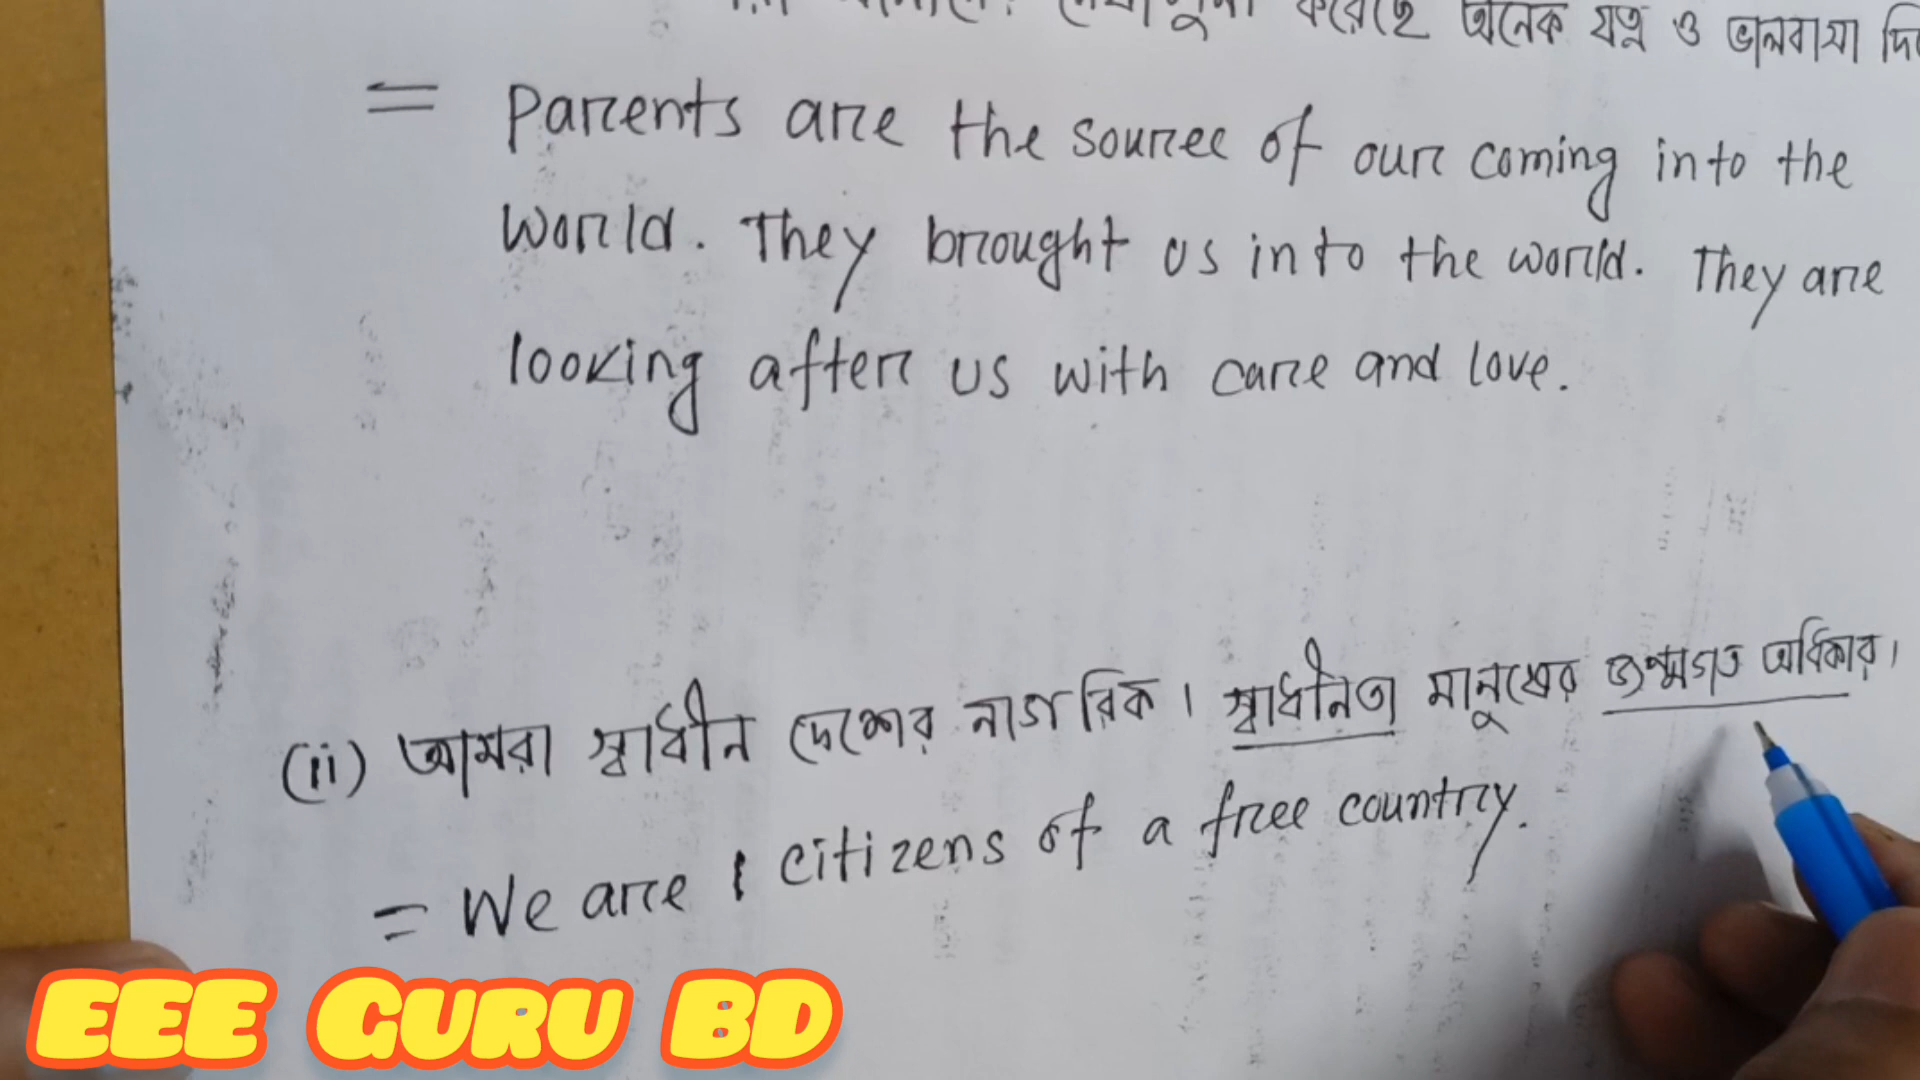 করেছে অনেক যত্ন ও ভালবাসা দি
= Parents are the source of our coming into the
world. They brought us into the world. They are
looking after us with care and love.
(ii) আমরা স্বাধীন দেশের নাগরিক। স্বাধীনতা মানুষের জন্মগত অধিকার।
= We are citizens of a free country.
EEE GURU BD